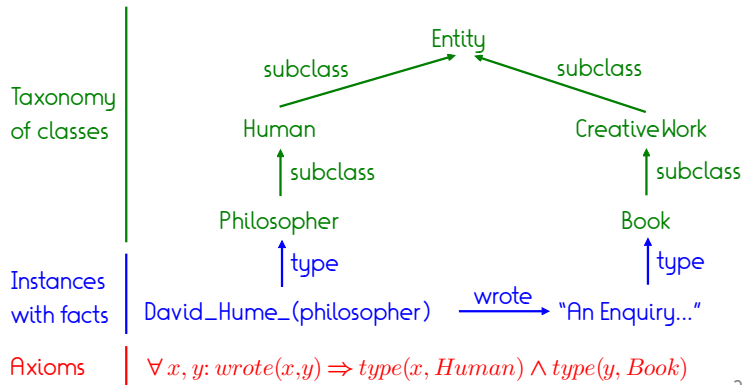 Entity
subclass subclass
Taxonomy
of classes
Human CreativeWork
subclass subclass
Philosopher Book
type type
Instances
with facts
David_Hume_(philosopher) wrote "An Enquiry..."
Axioms ∀ x, y: wrote(x,y) ⇒ type(x, Human) ∧ type(y, Book)